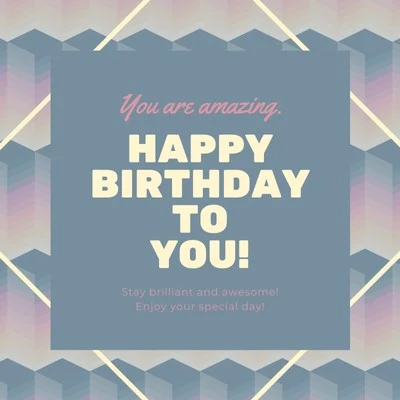 You are amazing.
HAPPY
BIRTHDAY
TO
YOU!
Stay brilliant and awesome!
Enjoy your special day!